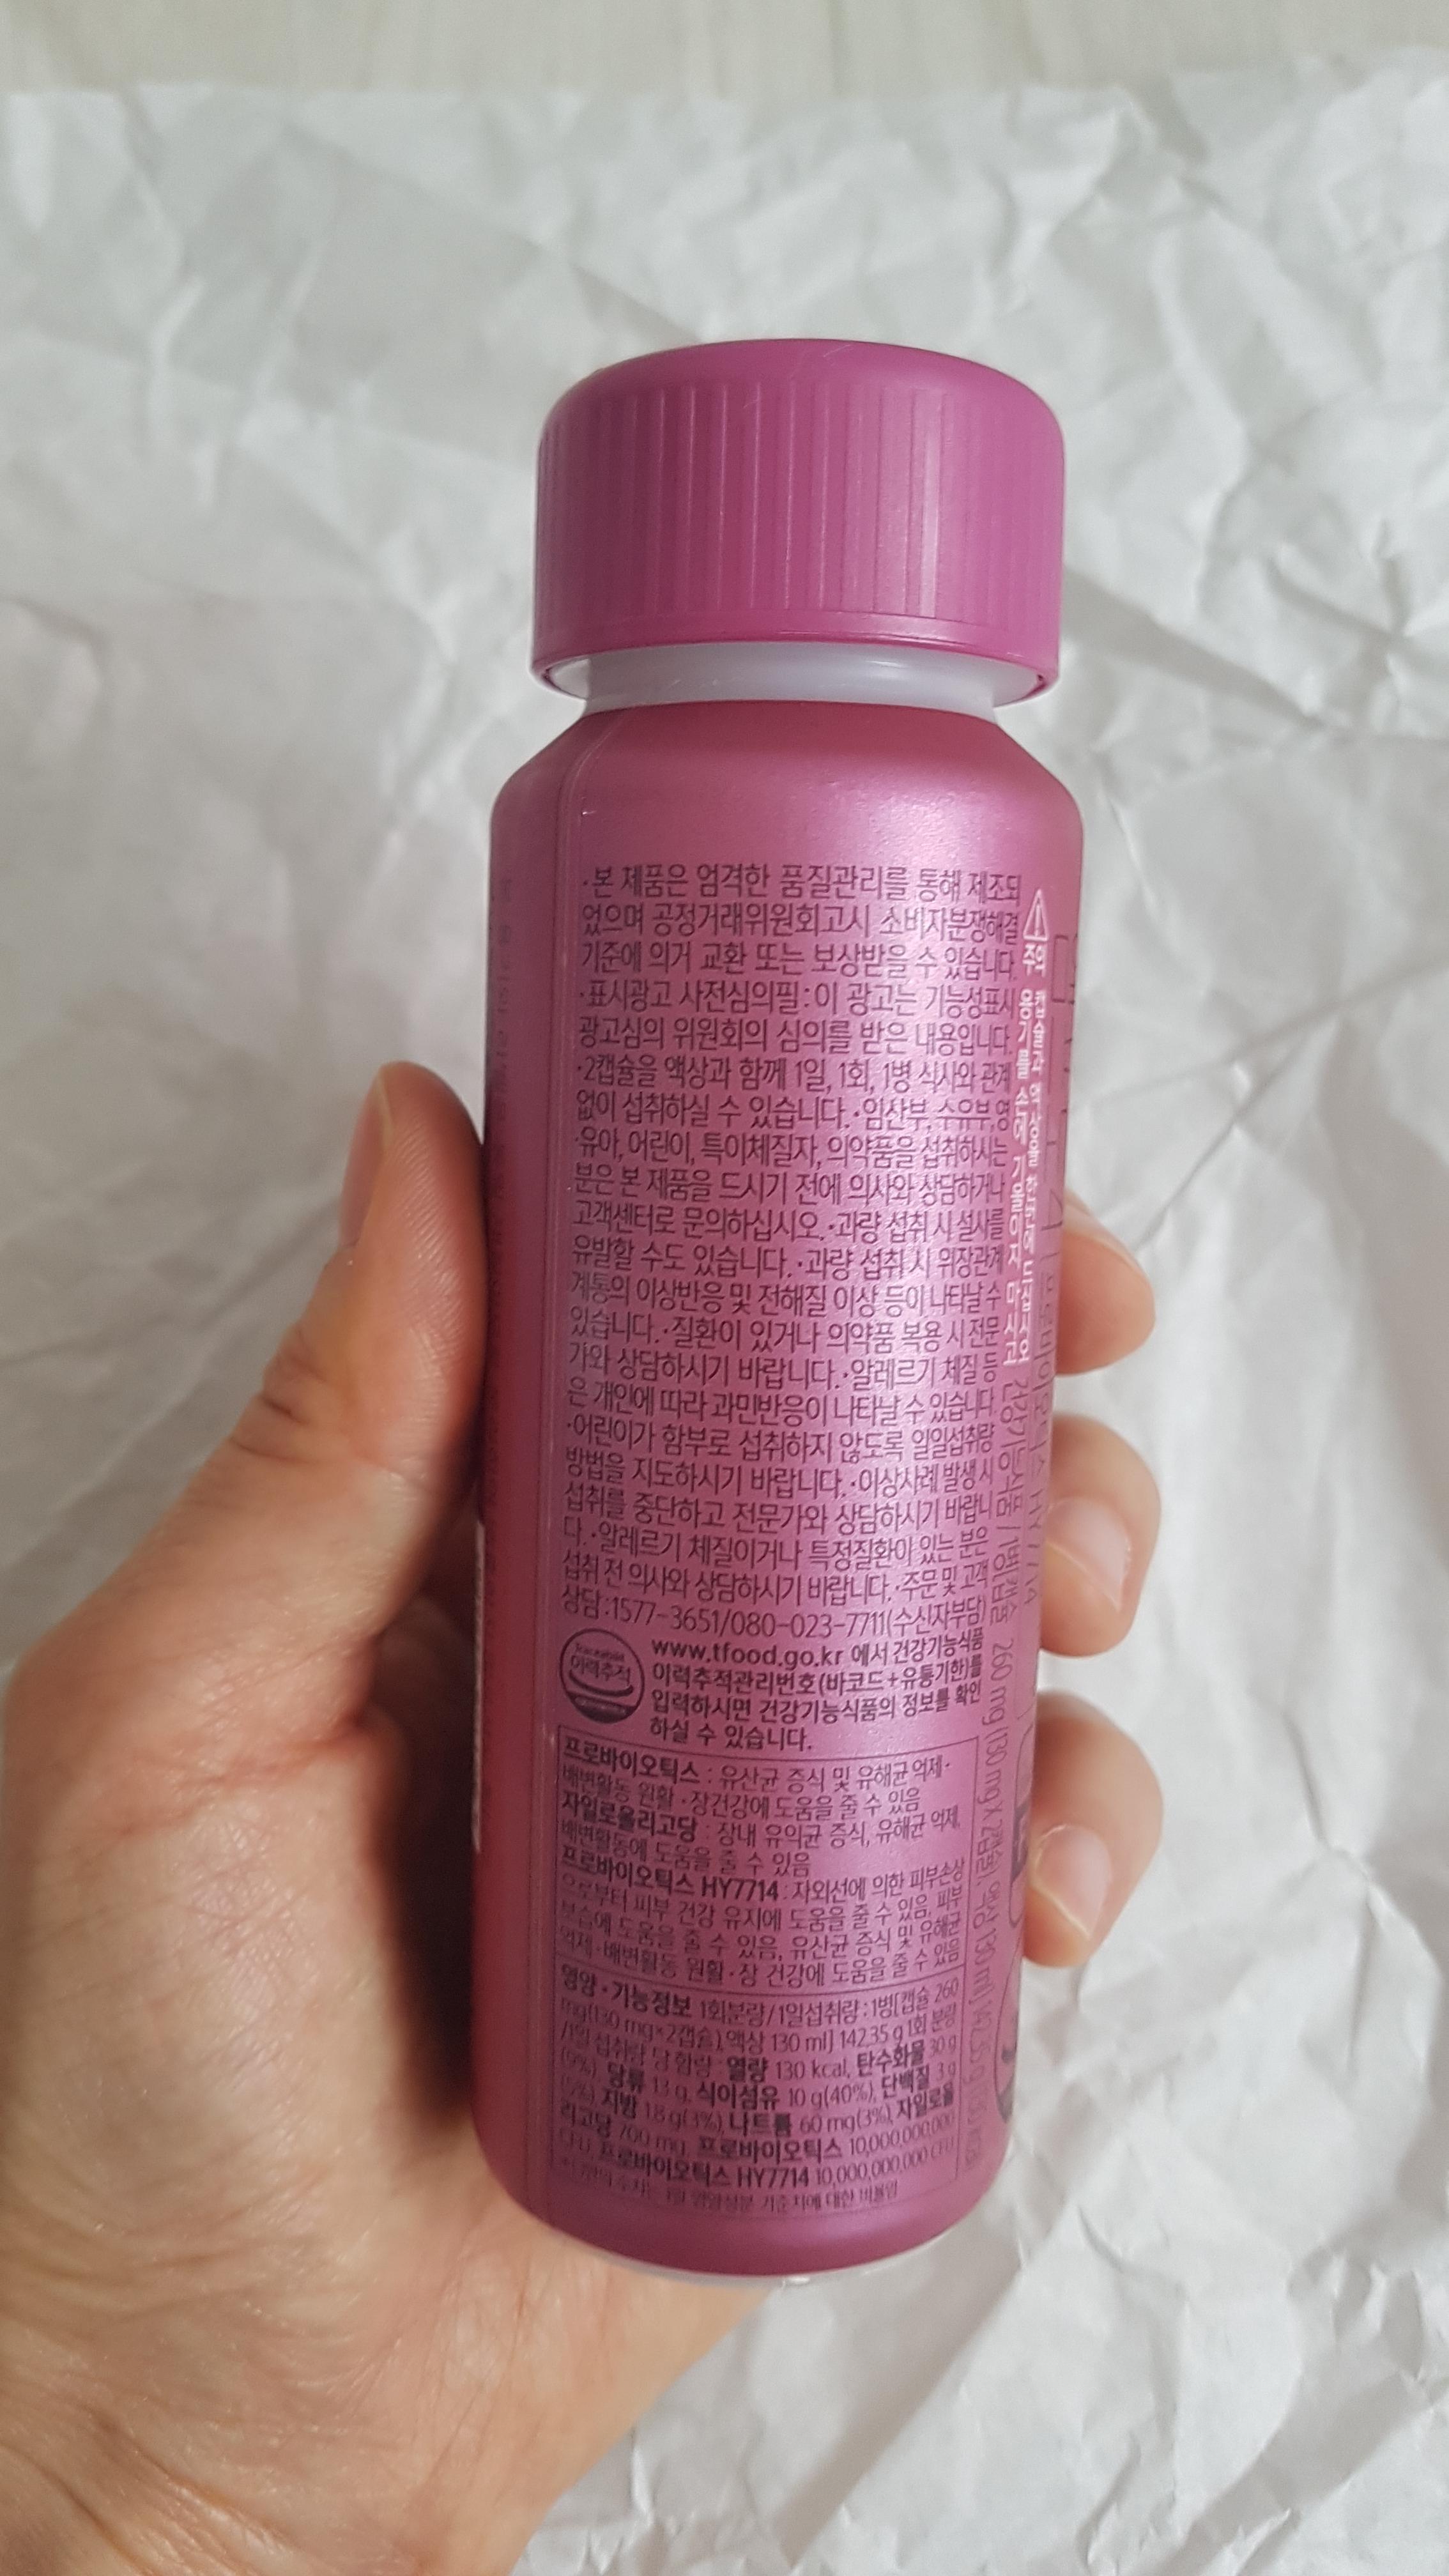 ·본 제품은 엄격한 품질관리를 통해 제조되
었으며 공정거래위원회고시 소비자분쟁해결
기준에 의거 교환 또는 보상받을 수 있습니다.
·표시광고 사전심의필:이 광고는 기능성표시
광고심의 위원회의 심의를 받은 내용입니다.
·2캡슐을 액상과 함께 1일, 1회, 1병 식사와 관계
없이 섭취하실 수 있습니다.·임산부,수유부,영
·유아, 어린이, 특이체질자, 의약품을 섭취하시는
분은 본 제품을 드시기 전에 의사와 상담하거나
고객센터로 문의하십시오.·과량 섭취 시 설사를
유발할 수도 있습니다.·과량 섭취 시 위장관계
계통의 이상반응 및 전해질 이상 등이 나타날 수
있습니다.·질환이 있거나 의약품 복용 시 전문
가와 상담하시기 바랍니다.·알레르기 체질 등
은 개인에 따라 과민반응이 나타날 수 있습니다.
·어린이가 함부로 섭취하지 않도록 일일섭취량
방법을 지도하시기 바랍니다.·이상사례 발생 시
섭취를 중단하고 전문가와 상담하시기 바랍니
다.·알레르기 체질이거나 특정질환이 있는 분은
섭취 전 의사와 상담하시기 바랍니다.·주문 및 고객
상담:1577-3651/080-023-7711(수신자부담)
이력추적
www.tfood.go.kr 에서 건강기능식품
이력추적관리번호(바코드+유통기한)를
입력하시면 건강기능식품의 정보를 확인
하실 수 있습니다.
프로바이오틱스 : 유산균 증식 및 유해균 억제·
배변활동 원활·장건강에 도움을 줄 수 있음
자일로올리고당 : 장내 유익균 증식, 유해균 억제,
배변활동에 도움을 줄 수 있음
프로바이오틱스 HY7714 : 자외선에 의한 피부손상
으로부터 피부 건강 유지에 도움을 줄 수 있음, 피부
보습에 도움을 줄 수 있음, 유산균 증식 및 유해균
억제·배변활동 원활·장 건강에 도움을 줄 수 있음
영양·기능정보 1회분량/1일섭취량 : 1병[캡슐 260
mg(130 mg×2캡슐),액상 130 ml] 142.35 g 1회 분량
/1일 섭취량 당 함량 : 열량 130 kcal, 탄수화물 30 g
(9%), 당류 13 g, 식이섬유 10 g(40%), 단백질 3 g
(5%), 지방 1.8 g(3%), 나트륨 60 mg(3%), 자일로올
리고당 700 mg, 프로바이오틱스 10,000,000,000
CFU, 프로바이오틱스 HY7714 10,000,000,000 CFU
1일 영양성분 기준치에 대한 비율임
주의 캡슐과 액상을 한번에 드십시오
용기를 손에 기울이지 마시고
건강기능식품 / 1병[캡슐 260 mg (130 mg X 2캡슐), 액상 130 ml] 142.35 g
프로바이오틱스 HY7714